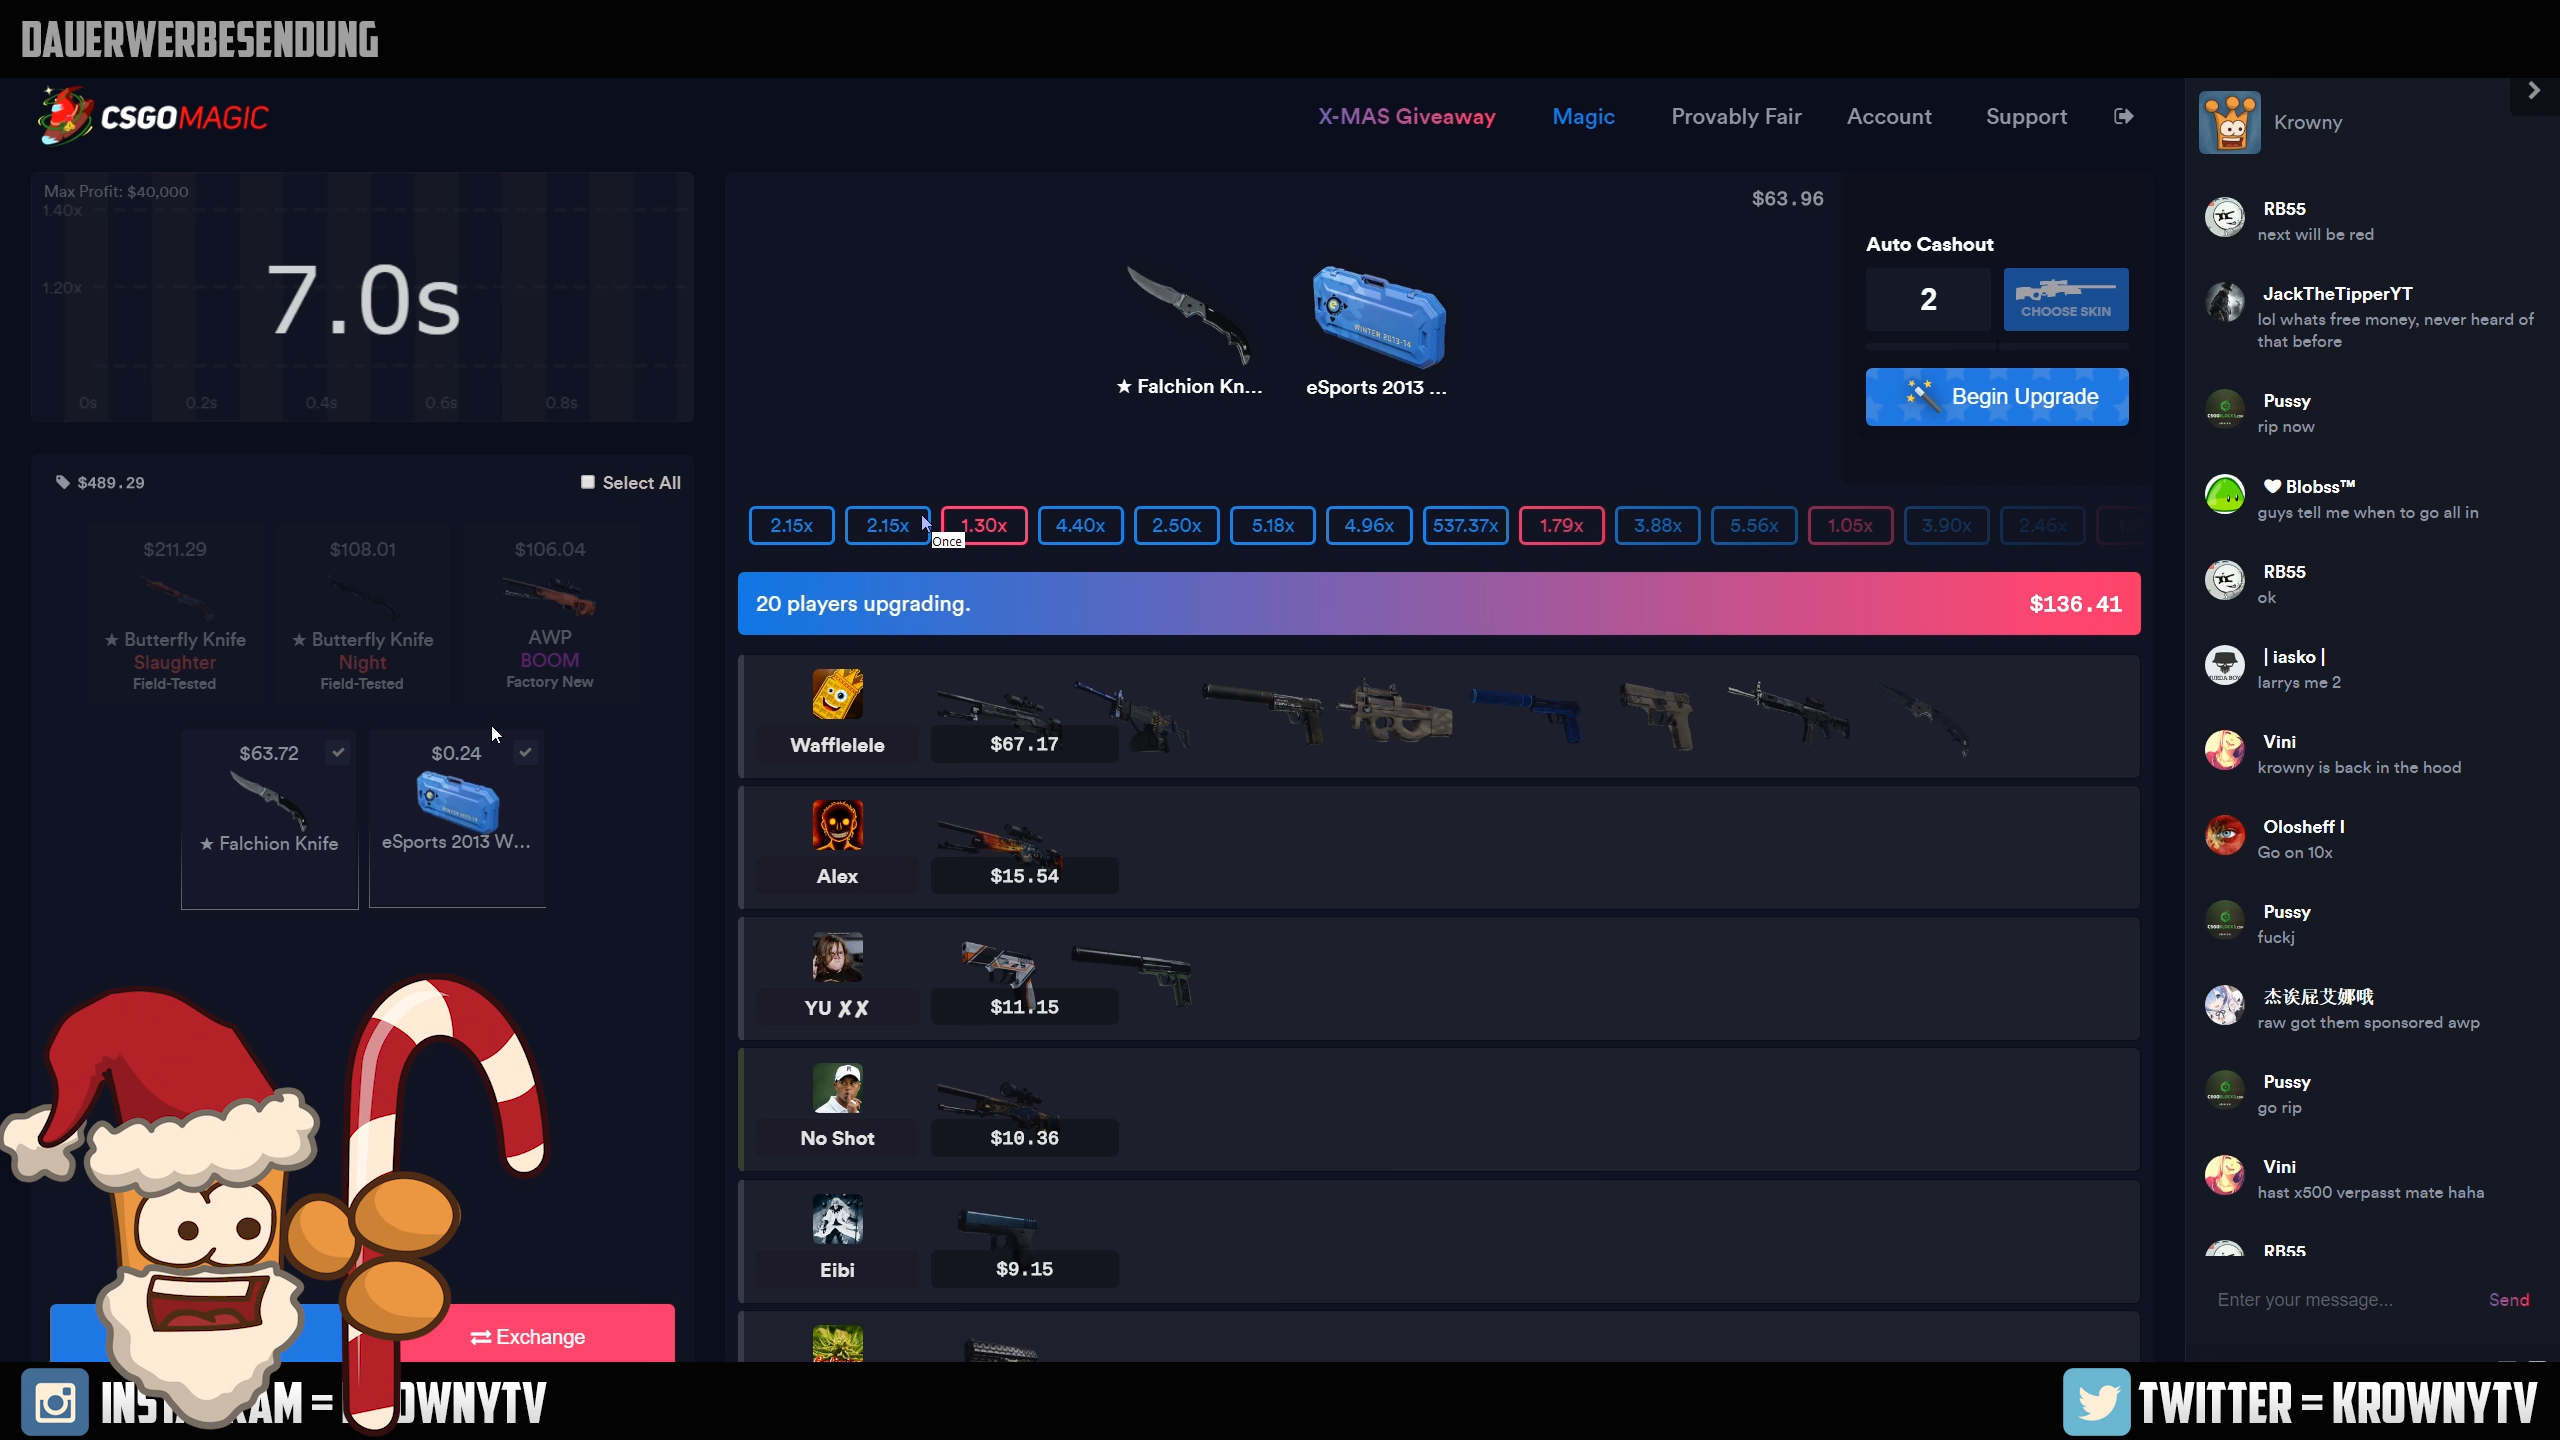 DAUERWERBESENDUNG
CSGOMAGIC
X-MAS Giveaway
Magic
Provably Fair
Account
Support
Krowny
Max Profit: $40,000
1.40x
1.20x
7.0s
0s
0.2s
0.4s
0.6s
0.8s
$63.96
★ Falchion Kn...
eSports 2013 ...
WINTER 2013-14
Auto Cashout
2
CHOOSE SKIN
Begin Upgrade
$489.29
Select All
$211.29
★ Butterfly Knife
Slaughter
Field-Tested
$108.01
★ Butterfly Knife
Night
Field-Tested
$106.04
AWP
BOOM
Factory New
$63.72
★ Falchion Knife
$0.24
eSports 2013 W...
Exchange
2.15x
2.15x
1.30x
4.40x
2.50x
5.18x
4.96x
537.37x
1.79x
3.88x
5.56x
1.05x
3.90x
2.46x
Once
20 players upgrading.
$136.41
Wafflelele
$67.17
Alex
$15.54
YU ✗✗
$11.15
No Shot
$10.36
Eibi
$9.15
RB55
next will be red
JackTheTipperYT
lol whats free money, never heard of
that before
Pussy
rip now
♥ Blobss™
guys tell me when to go all in
RB55
ok
| iasko |
larrys me 2
Vini
krowny is back in the hood
Olosheff I
Go on 10x
Pussy
fuckj
杰诶屁艾娜哦
raw got them sponsored awp
Pussy
go rip
Vini
hast x500 verpasst mate haha
RB55
Enter your message...
Send
TWITTER = KROWNYTV